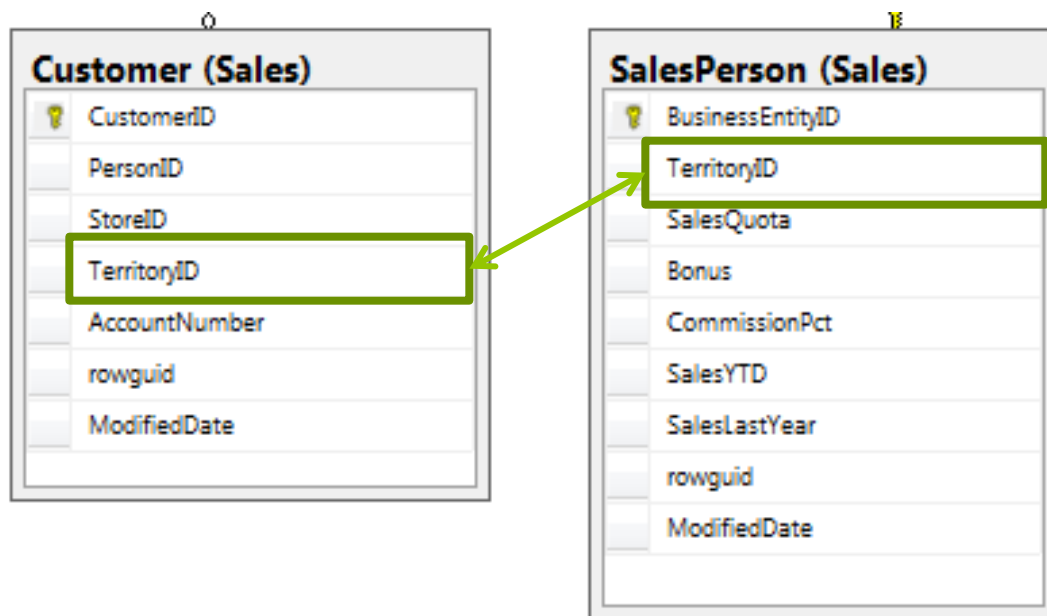 Customer (Sales)
CustomerID
PersonID
StoreID
TerritoryID
AccountNumber
rowguid
ModifiedDate
SalesPerson (Sales)
BusinessEntityID
TerritoryID
SalesQuota
Bonus
CommissionPct
SalesYTD
SalesLastYear
rowguid
ModifiedDate